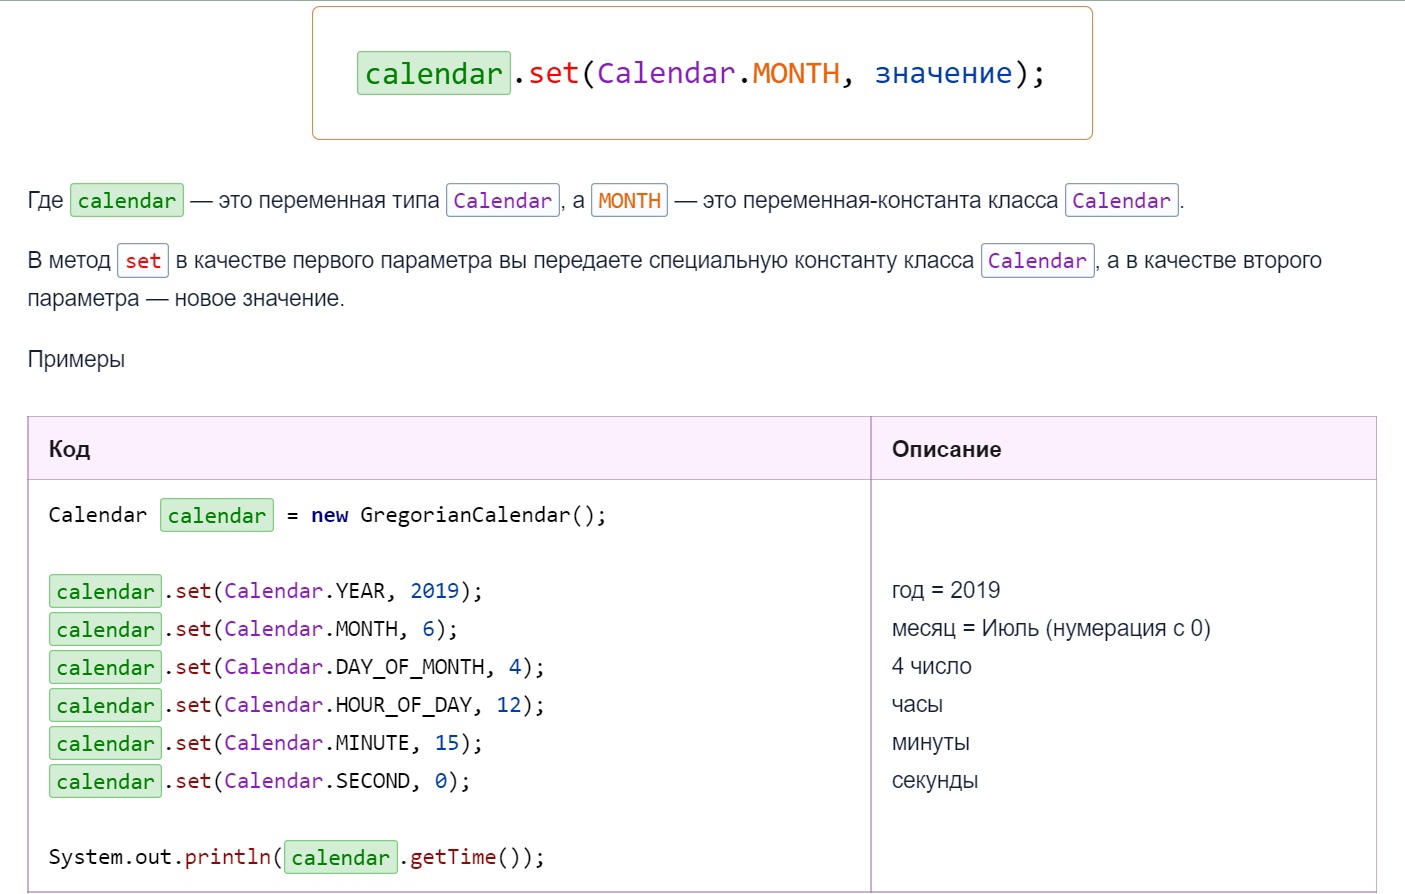 calendar.set(Calendar.MONTH, значение);
Где calendar — это переменная типа Calendar, а MONTH — это переменная-константа класса Calendar.
В метод set в качестве первого параметра вы передаете специальную константу класса Calendar, а в качестве второго
параметра — новое значение.
Примеры
Код Описание
Calendar calendar = new GregorianCalendar();
calendar.set(Calendar.YEAR, 2019); год = 2019
calendar.set(Calendar.MONTH, 6); месяц = Июль (нумерация с 0)
calendar.set(Calendar.DAY_OF_MONTH, 4); 4 число
calendar.set(Calendar.HOUR_OF_DAY, 12); часы
calendar.set(Calendar.MINUTE, 15); минуты
calendar.set(Calendar.SECOND, 0); секунды
System.out.println(calendar.getTime());